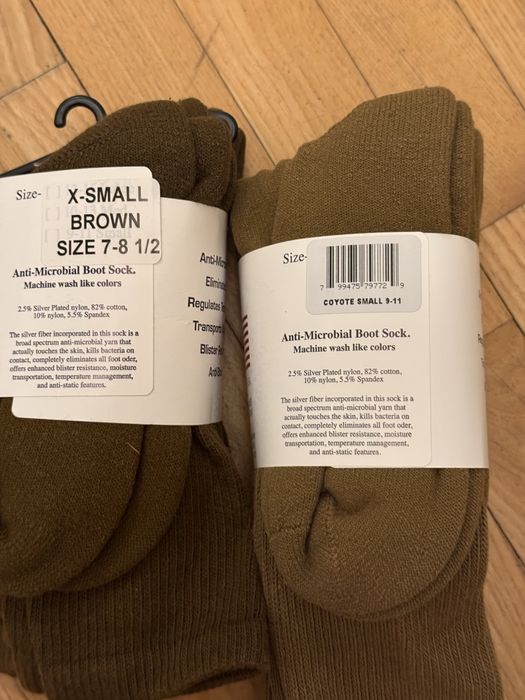 Size-
X-SMALL
BROWN
SIZE 7-8 1/2
Anti-Microbial Boot Sock.
Machine wash like colors
2.5% Silver Plated nylon, 82% cotton,
10% nylon, 5.5% Spandex
The silver fiber incorporated in this sock is a
broad spectrum anti-microbial yarn that
actually touches the skin, kills bacteria on
contact, completely eliminates all foot oder,
offers enhanced blister resistance, moisture
transportation, temperature management,
and anti-static features.
Regulates
Blister
Size-
7 99475 79772 9
COYOTE SMALL 9-11
Anti-Microbial Boot Sock.
Machine wash like colors
2.5% Silver Plated nylon, 82% cotton,
10% nylon, 5.5% Spandex
The silver fiber incorporated in this sock is a
broad spectrum anti-microbial yarn that
actually touches the skin, kills bacteria on
contact, completely eliminates all foot oder,
offers enhanced blister resistance, moisture
transportation, temperature management,
and anti-static features.